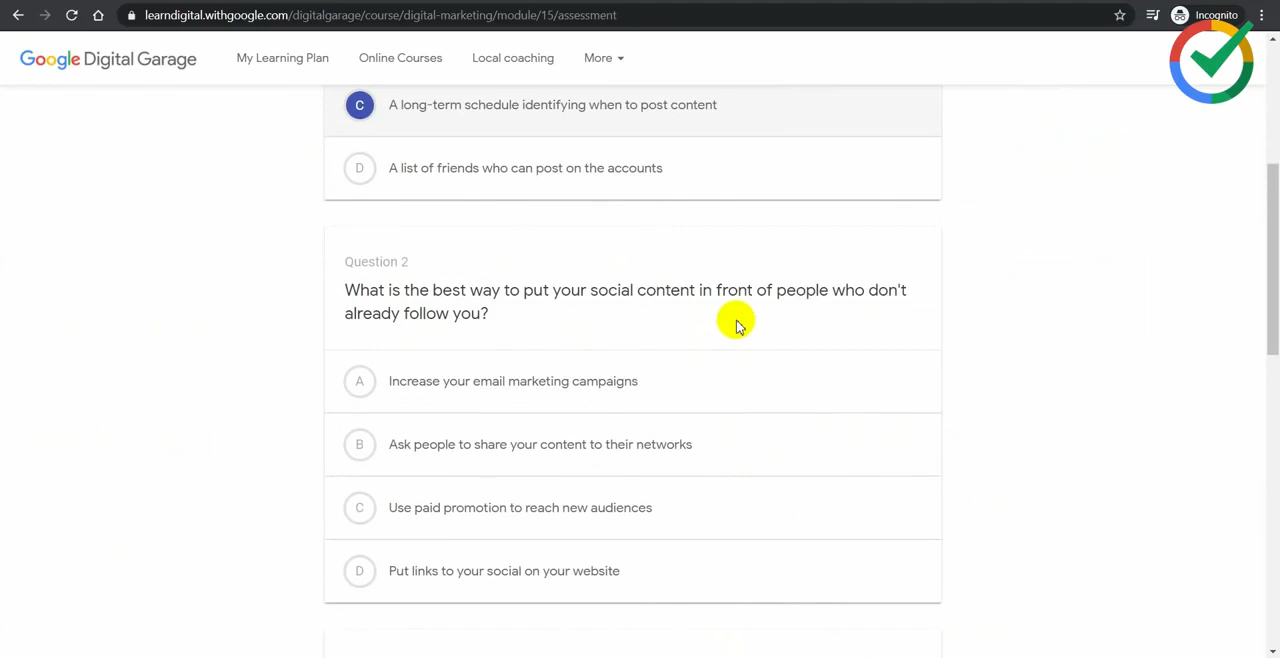 learndigital.withgoogle.com/digitalgarage/course/digital-marketing/module/15/assessment
Incognito
Google Digital Garage
My Learning Plan
Online Courses
Local coaching
More
C
A long-term schedule identifying when to post content
D
A list of friends who can post on the accounts
Question 2
What is the best way to put your social content in front of people who don't
already follow you?
A
Increase your email marketing campaigns
B
Ask people to share your content to their networks
C
Use paid promotion to reach new audiences
D
Put links to your social on your website